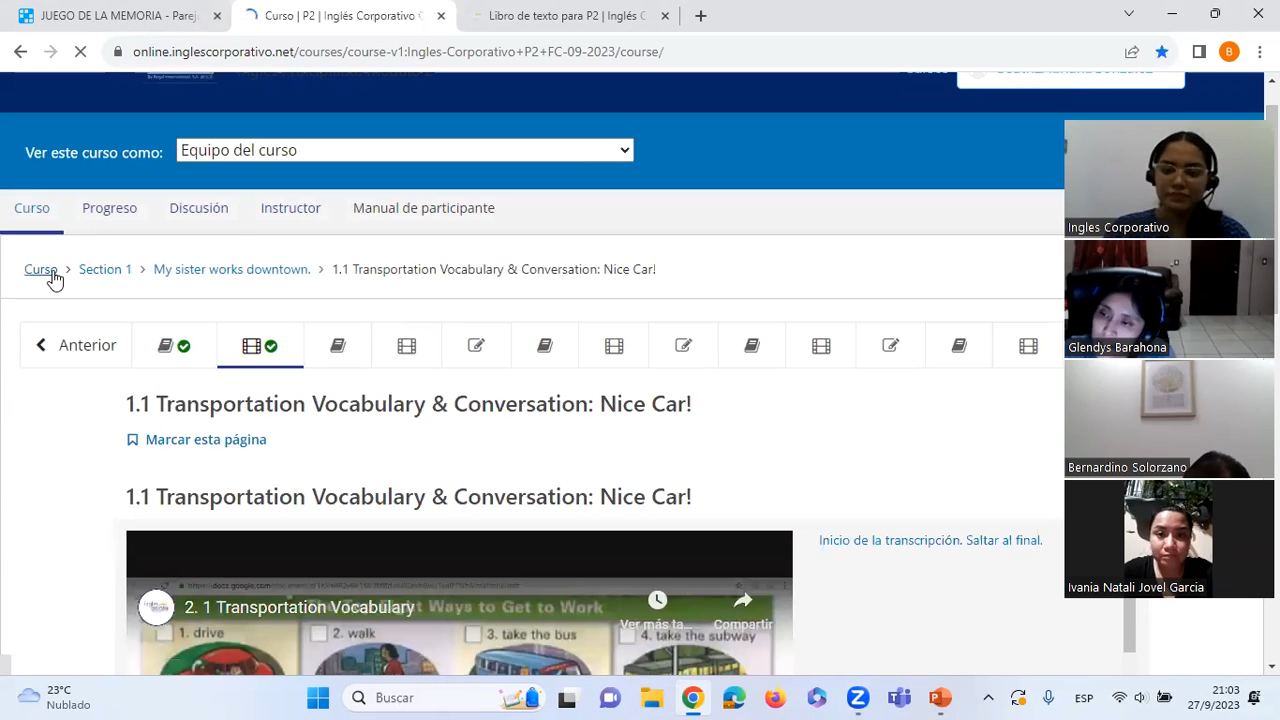 JUEGO DE LA MEMORIA - Parej
Curso | P2 | Inglés Corporativo
Libro de texto para P2 | Inglés C
online.inglescorporativo.net/courses/course-v1:Ingles-Corporativo+P2+FC-09-2023/course/
B
Ver este curso como:
Equipo del curso
Curso
Progreso
Discusión
Instructor
Manual de participante
Curso > Section 1 > My sister works downtown. > 1.1 Transportation Vocabulary & Conversation: Nice Car!
Anterior
1.1 Transportation Vocabulary & Conversation: Nice Car!
Marcar esta página
1.1 Transportation Vocabulary & Conversation: Nice Car!
Inicio de la transcripción. Saltar al final.
2. 1 Transportation Vocabulary
t Ways to Get to Work
Ver más ta...
Compartir
1. drive
2. walk
3. take the bus
4. take the subway
Ingles Corporativo
Glendys Barahona
Bernardino Solorzano
Ivania Natali Jovel Garcia
23°C
Nublado
Buscar
ESP
21:03
27/9/2023